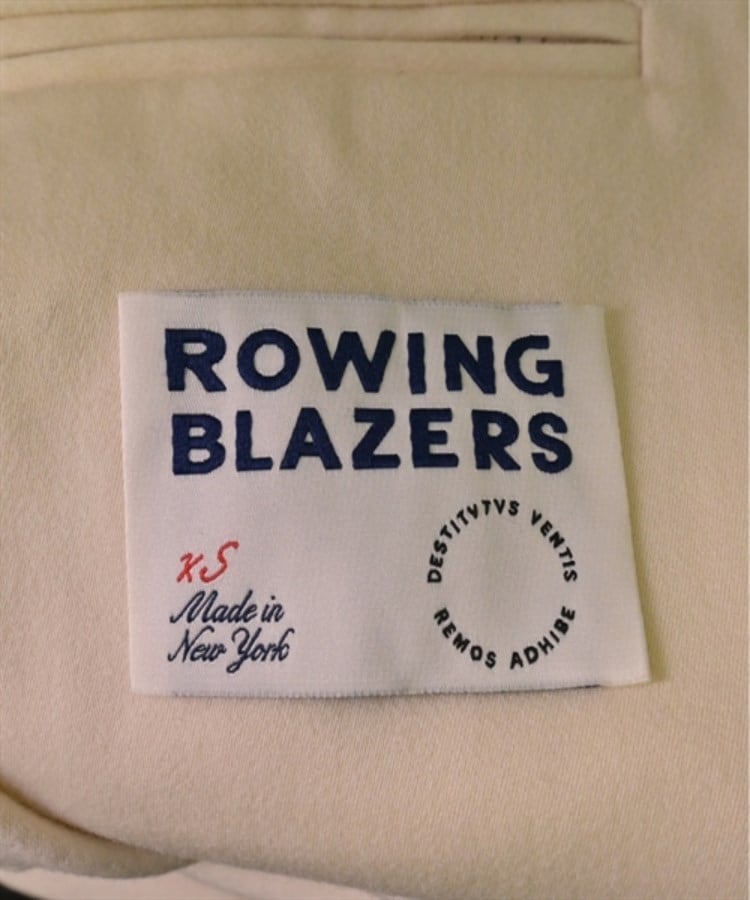 ROWING
BLAZERS
xS
Made in
New York
DESTITVTVS VENTIS
REMOS ADHIBE